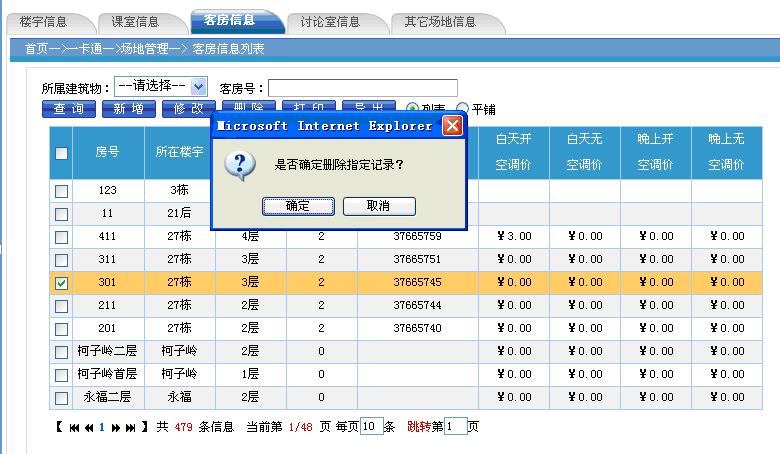 楼宇信息 课室信息 客房信息 讨论室信息 其它场地信息
首页—>一卡通—>场地管理—> 客房信息列表
所属建筑物： --请选择-- 客房号：
查 询 新 增 修 改 删 除 打 印 导 出 列表 平铺
Microsoft Internet Explorer
是否确定删除指定记录？
确定 取消
房号 所在楼宇 白天开空调价 白天无空调价 晚上开空调价 晚上无空调价
123 3栋
11 21后
411 27栋 4层 2 37665759 ￥3.00 ￥0.00 ￥0.00 ￥0.00
311 27栋 3层 2 37665751 ￥0.00 ￥0.00 ￥0.00 ￥0.00
301 27栋 3层 2 37665745 ￥0.00 ￥0.00 ￥0.00 ￥0.00
211 27栋 2层 2 37665744 ￥0.00 ￥0.00 ￥0.00 ￥0.00
201 27栋 2层 2 37665740 ￥0.00 ￥0.00 ￥0.00 ￥0.00
柯子岭二层 柯子岭 2层 0 ￥0.00 ￥0.00 ￥0.00 ￥0.00
柯子岭首层 柯子岭 1层 0 ￥0.00 ￥0.00 ￥0.00 ￥0.00
永福二层 永福 2层 0 ￥0.00 ￥0.00 ￥0.00 ￥0.00
【 1 】 共 479 条信息 当前第 1/48 页 每页10条 跳转第1页